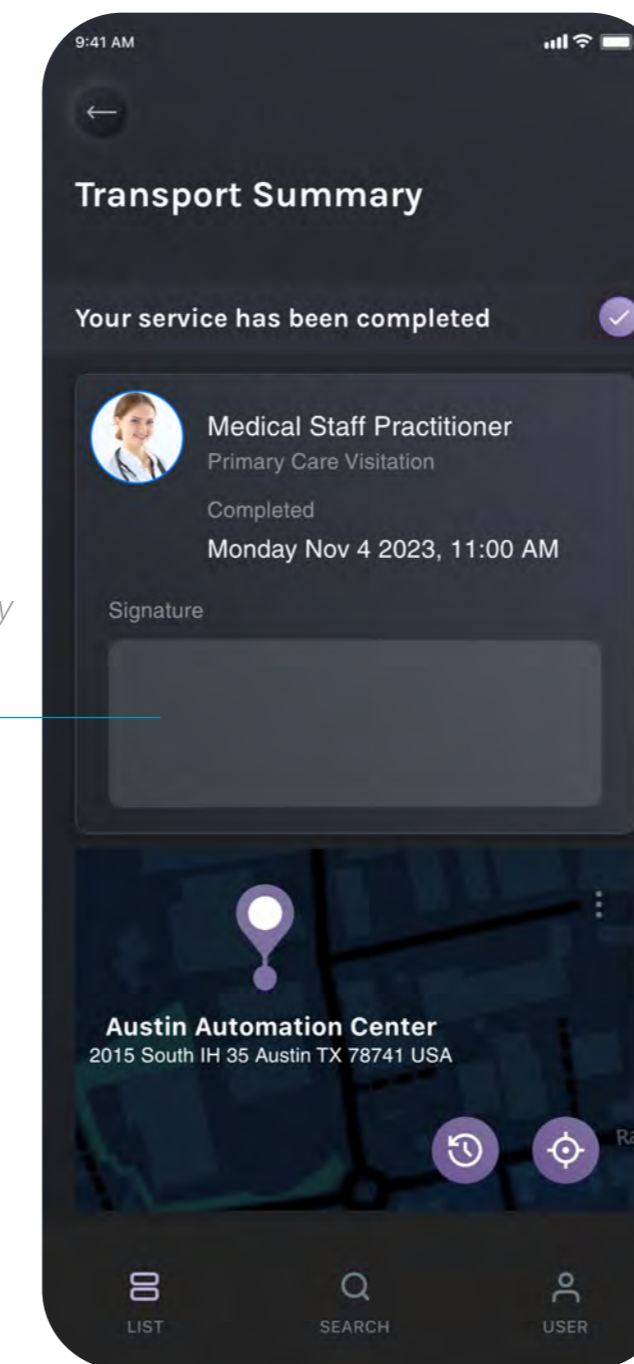 9:41 AM
Transport Summary
Your service has been completed
Medical Staff Practitioner
Primary Care Visitation
Completed
Monday Nov 4 2023, 11:00 AM
Signature
Austin Automation Center
2015 South IH 35 Austin TX 78741 USA
LIST
SEARCH
USER